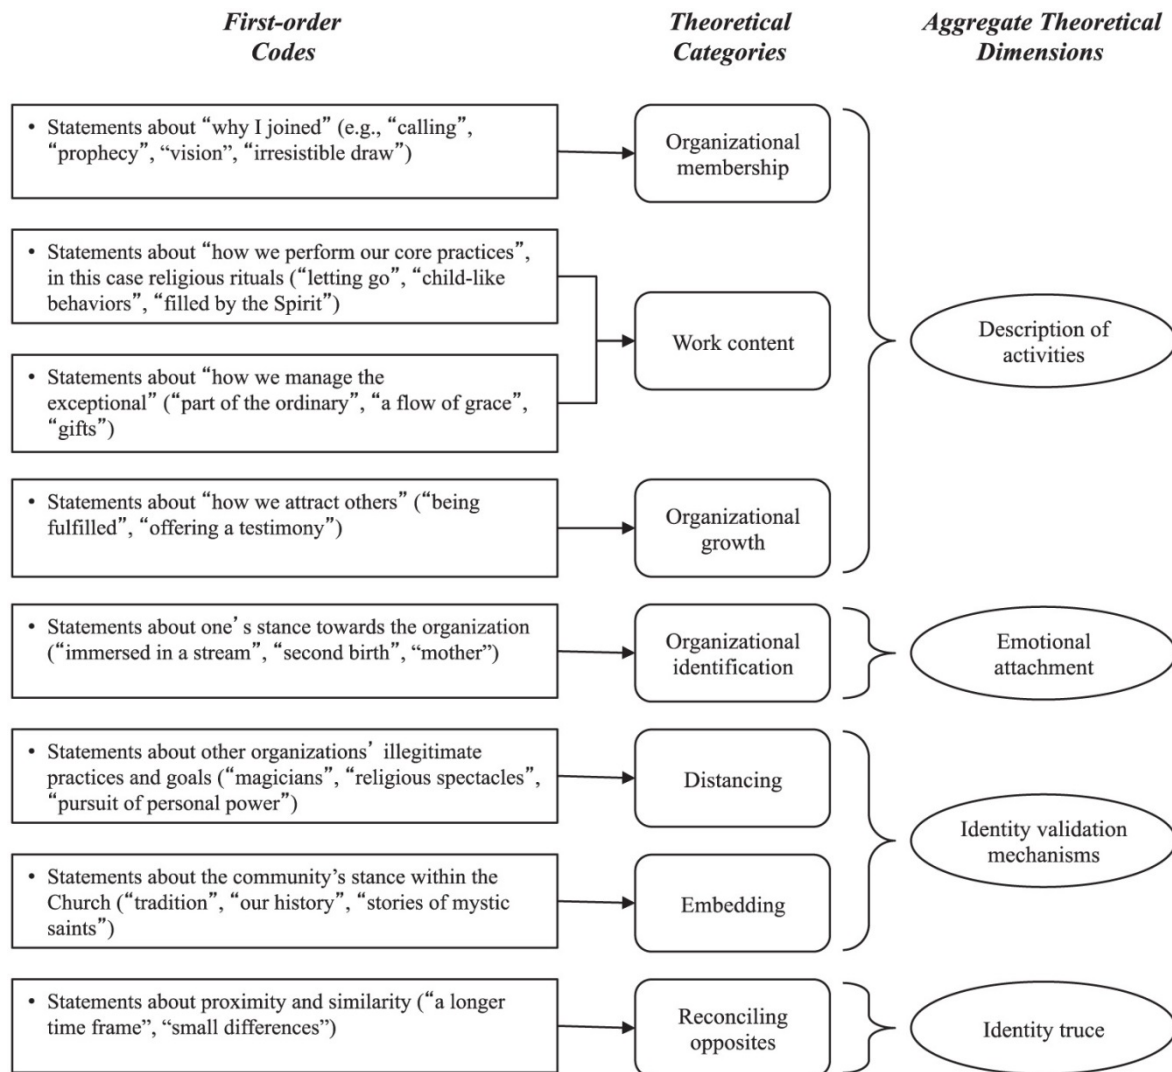 First-order
Codes
Theoretical
Categories
Aggregate Theoretical
Dimensions
• Statements about “why I joined” (e.g., “calling”,
“prophecy”, “vision”, “irresistible draw”)
Organizational
membership
• Statements about “how we perform our core practices”,
in this case religious rituals (“letting go”, “child-like
behaviors”, “filled by the Spirit”)
Work content
• Statements about “how we manage the
exceptional” (“part of the ordinary”, “a flow of grace”,
“gifts”)
Description of
activities
• Statements about “how we attract others” (“being
fulfilled”, “offering a testimony”)
Organizational
growth
• Statements about one’s stance towards the organization
(“immersed in a stream”, “second birth”, “mother”)
Organizational
identification
Emotional
attachment
• Statements about other organizations’ illegitimate
practices and goals (“magicians”, “religious spectacles”,
“pursuit of personal power”)
Distancing
Identity validation
mechanisms
• Statements about the community’s stance within the
Church (“tradition”, “our history”, “stories of mystic
saints”)
Embedding
• Statements about proximity and similarity (“a longer
time frame”, “small differences”)
Reconciling
opposites
Identity truce